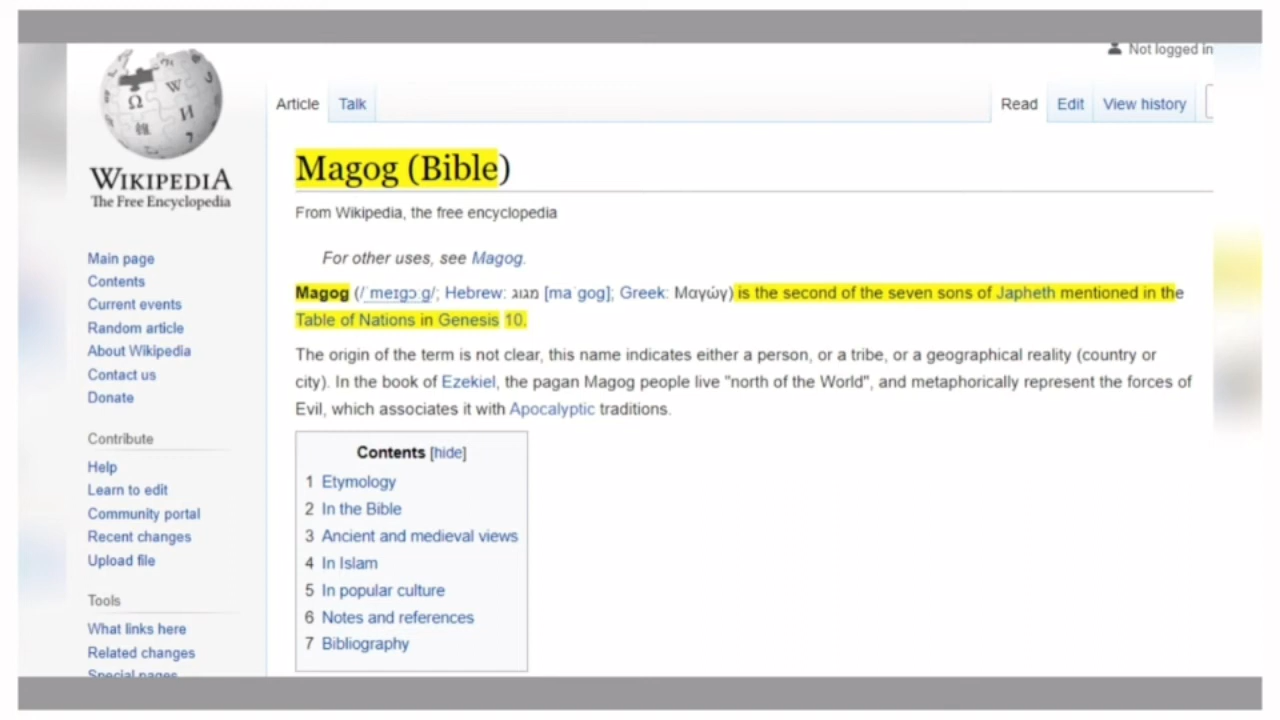 Not logged in
Article
Talk
Read
Edit
View history
WIKIPEDIA
The Free Encyclopedia
Main page
Contents
Current events
Random article
About Wikipedia
Contact us
Donate
Contribute
Help
Learn to edit
Community portal
Recent changes
Upload file
Tools
What links here
Related changes
Special pages
Magog (Bible)
From Wikipedia, the free encyclopedia
For other uses, see Magog.
Magog (/ˈmeɪɡɒɡ/; Hebrew: מגוג [maˈgog]; Greek: Μαγώγ) is the second of the seven sons of Japheth mentioned in the
Table of Nations in Genesis 10.
The origin of the term is not clear, this name indicates either a person, or a tribe, or a geographical reality (country or
city). In the book of Ezekiel, the pagan Magog people live "north of the World", and metaphorically represent the forces of
Evil, which associates it with Apocalyptic traditions.
Contents [hide]
1 Etymology
2 In the Bible
3 Ancient and medieval views
4 In Islam
5 In popular culture
6 Notes and references
7 Bibliography